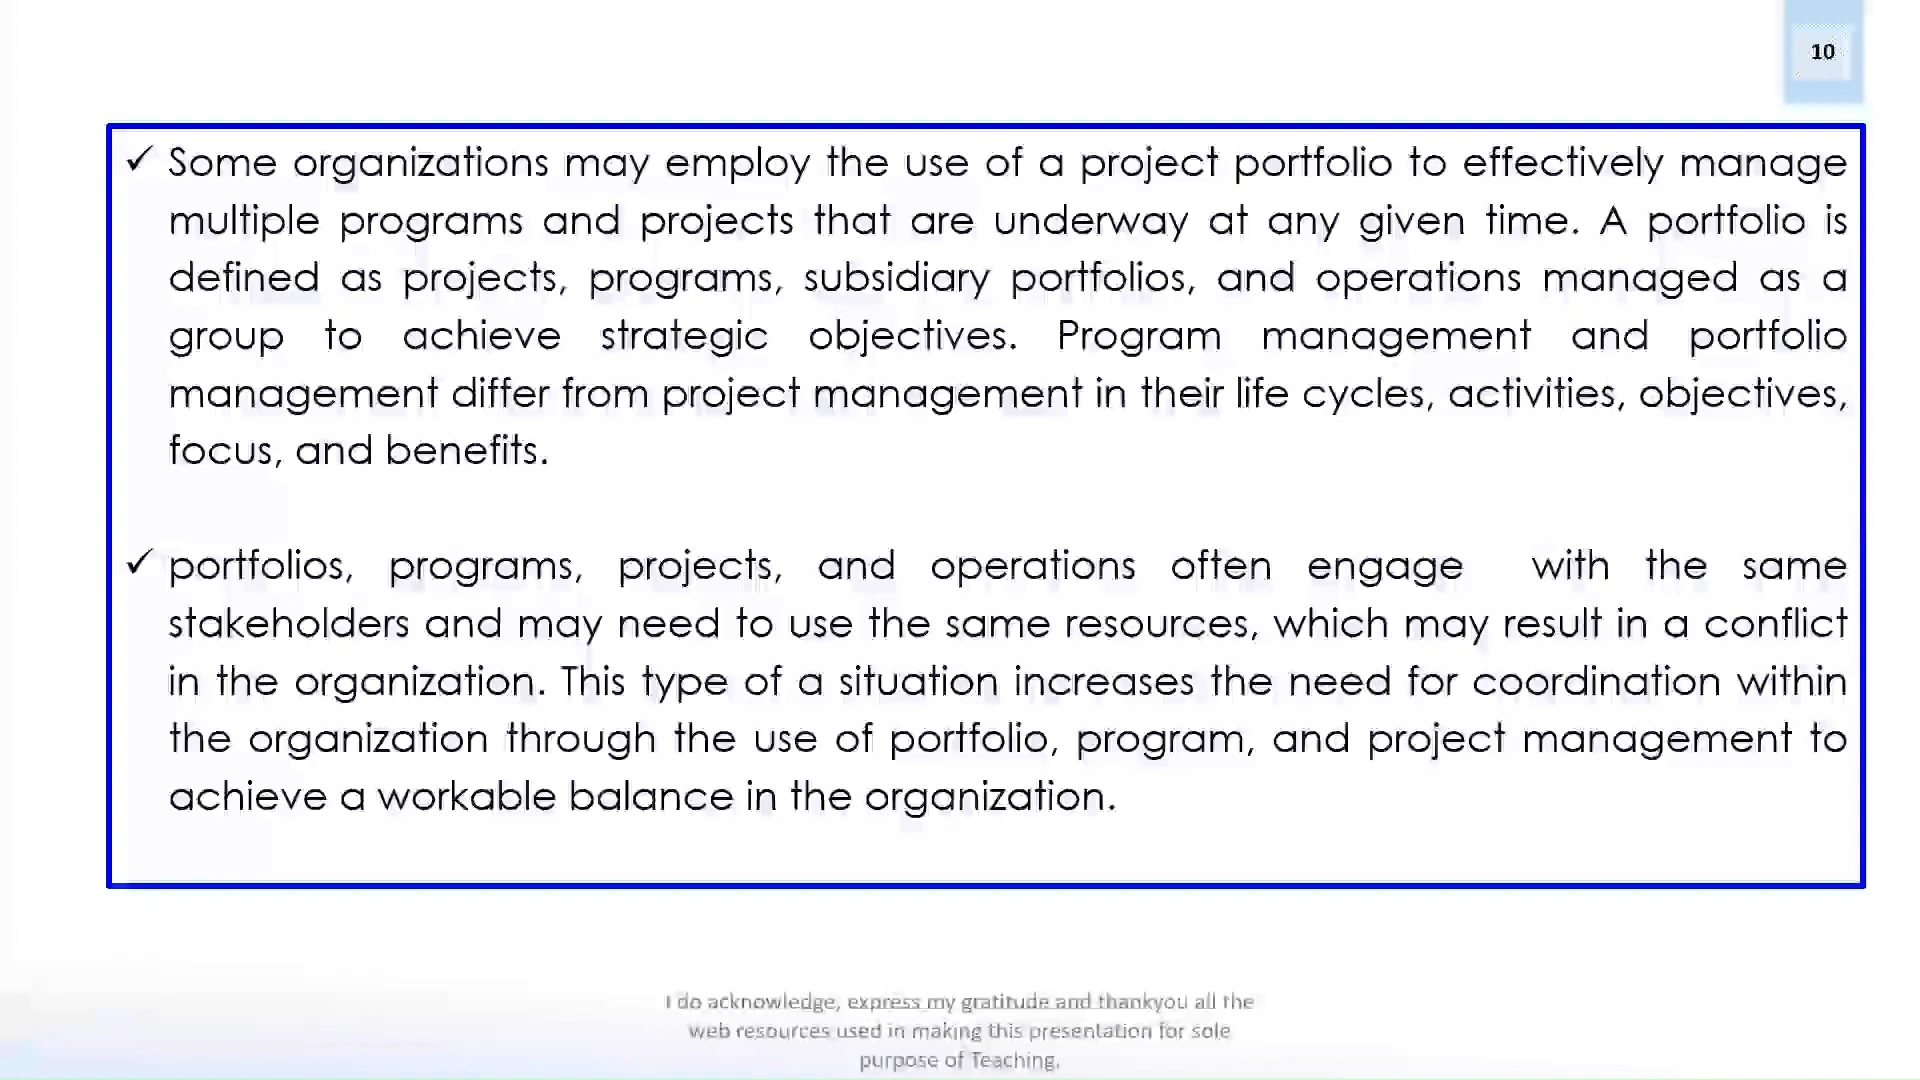 10
✓ Some organizations may employ the use of a project portfolio to effectively manage
multiple programs and projects that are underway at any given time. A portfolio is
defined as projects, programs, subsidiary portfolios, and operations managed as a
group to achieve strategic objectives. Program management and portfolio
management differ from project management in their life cycles, activities, objectives,
focus, and benefits.
✓ portfolios, programs, projects, and operations often engage with the same
stakeholders and may need to use the same resources, which may result in a conflict
in the organization. This type of a situation increases the need for coordination within
the organization through the use of portfolio, program, and project management to
achieve a workable balance in the organization.
I do acknowledge, express my gratitude and thankyou all the
web resources used in making this presentation for sole
purpose of Teaching.